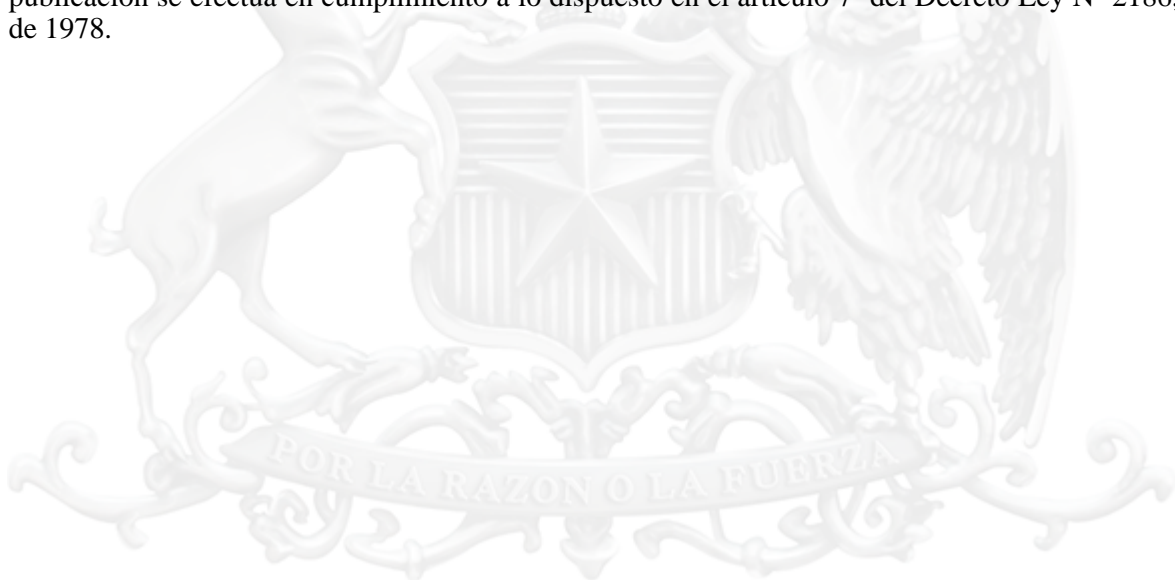 publicación se efectúa en cumplimiento a lo dispuesto en el artículo 7° del Decreto Ley N° 2186,
de 1978.
POR LA RAZON O LA FUERZA